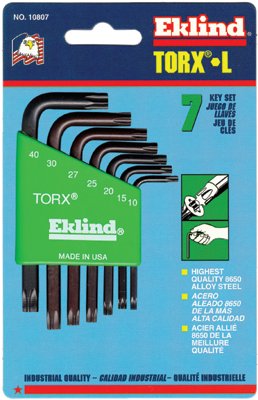 NO. 10807
Eklind
TORX®•L
7
KEY SET
JUEGO DE
LLAVES
JEU DE
CLÉS
40
30
27
25
20
15
10
TORX®
Eklind
MADE IN USA
HIGHEST
QUALITY 8650
ALLOY STEEL
ACERO
ALEADO 8650
DE LA MÁS
ALTA CALIDAD
ACIER ALLIÉ
8650 DE LA
MEILLURE
QUALITÉ
INDUSTRIAL QUALITY – CALIDAD INDUSTRIAL – QUALITÉ INDUSTRIELLE